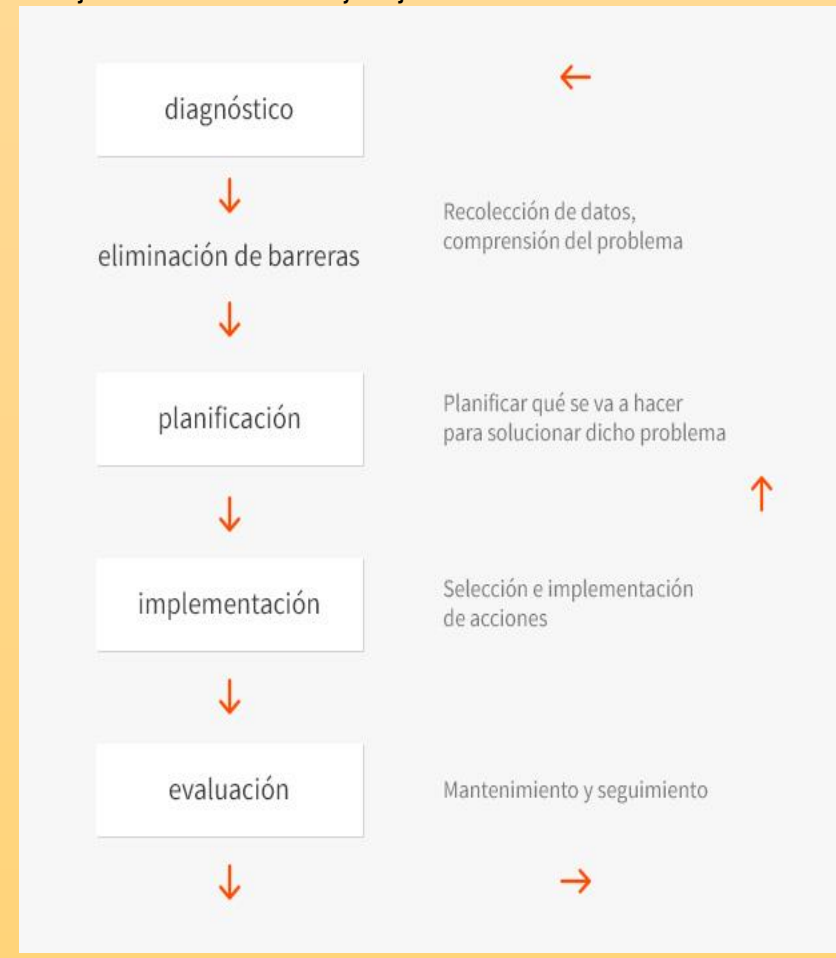 diagnóstico
Recolección de datos,
comprensión del problema
eliminación de barreras
planificación
Planificar qué se va a hacer
para solucionar dicho problema
implementación
Selección e implementación
de acciones
evaluación
Mantenimiento y seguimiento